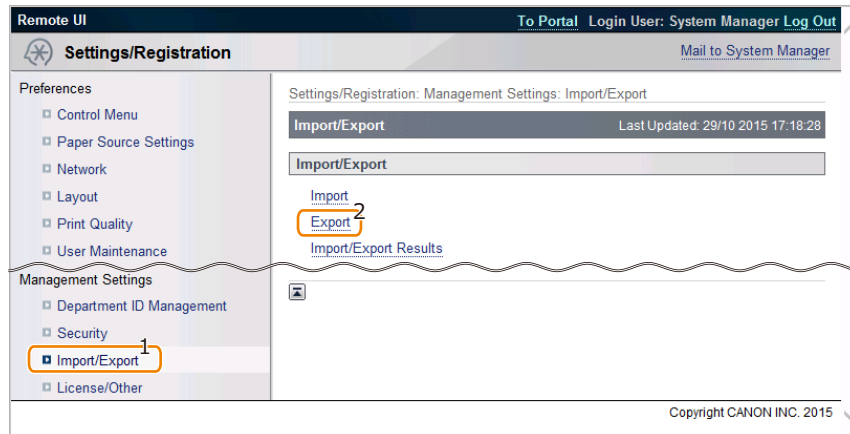 Remote UI To Portal Login User: System Manager Log Out
Settings/Registration Mail to System Manager
Preferences
Control Menu
Paper Source Settings
Network
Layout
Print Quality
User Maintenance
Management Settings
Department ID Management
Security
1
Import/Export
License/Other
Settings/Registration: Management Settings: Import/Export
Import/Export Last Updated: 29/10 2015 17:18:28
Import/Export
Import
2
Export
Import/Export Results
Copyright CANON INC. 2015